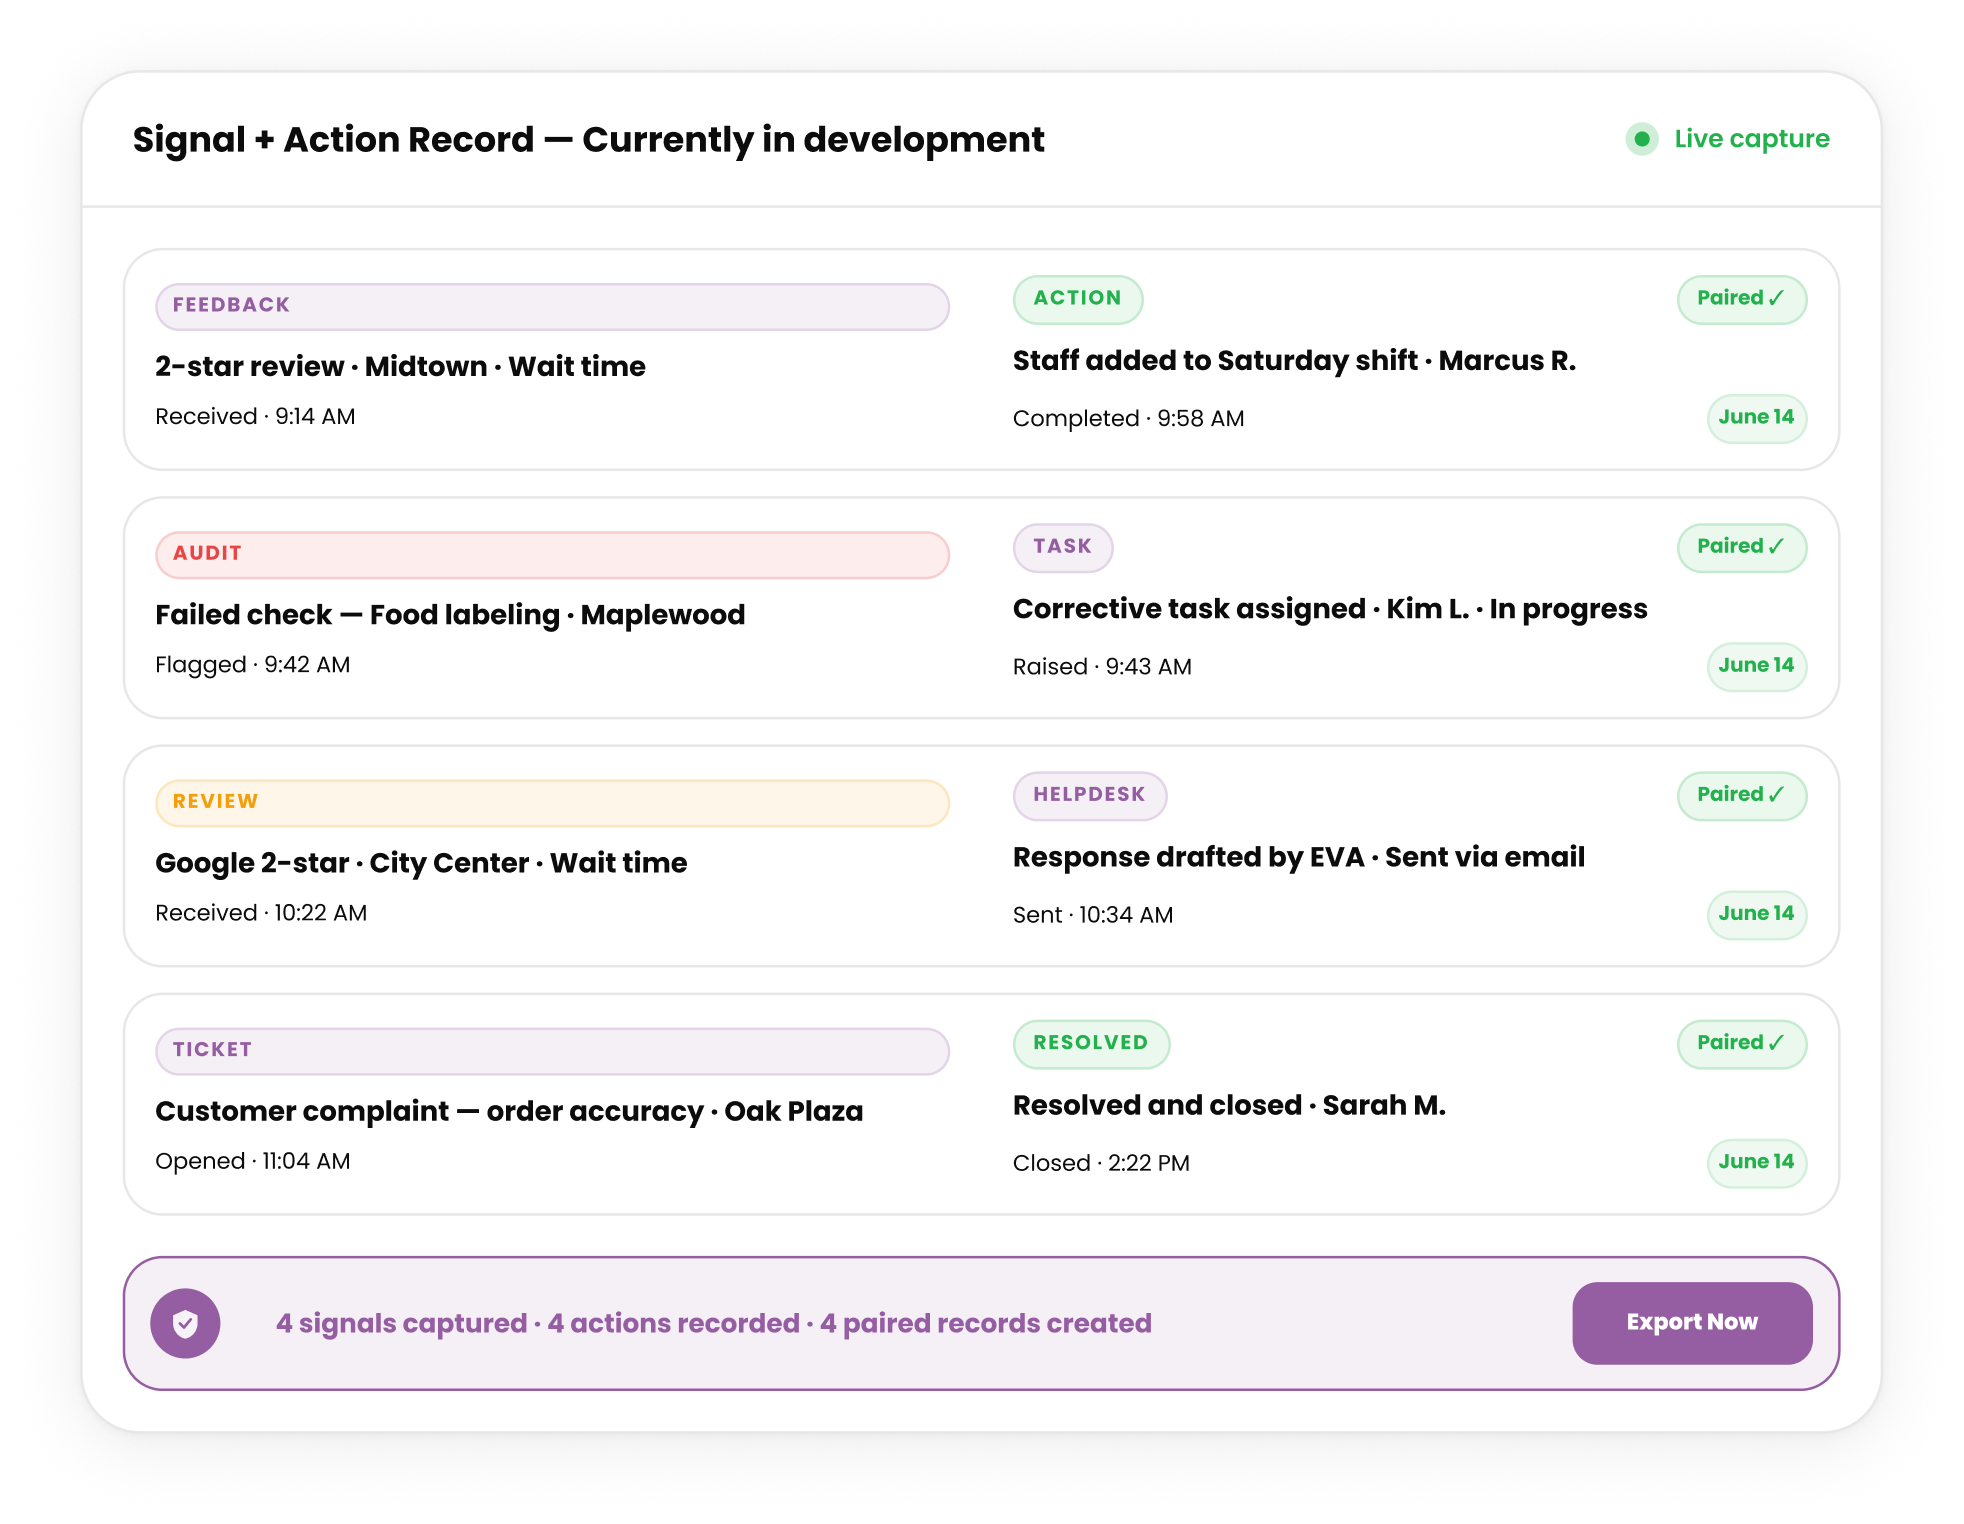 Signal + Action Record — Currently in development
Live capture
FEEDBACK
2-star review · Midtown · Wait time
Received · 9:14 AM
ACTION
Paired ✓
Staff added to Saturday shift · Marcus R.
Completed · 9:58 AM
June 14
AUDIT
Failed check — Food labeling · Maplewood
Flagged · 9:42 AM
TASK
Paired ✓
Corrective task assigned · Kim L. · In progress
Raised · 9:43 AM
June 14
REVIEW
Google 2-star · City Center · Wait time
Received · 10:22 AM
HELPDESK
Paired ✓
Response drafted by EVA · Sent via email
Sent · 10:34 AM
June 14
TICKET
Customer complaint — order accuracy · Oak Plaza
Opened · 11:04 AM
RESOLVED
Paired ✓
Resolved and closed · Sarah M.
Closed · 2:22 PM
June 14
4 signals captured · 4 actions recorded · 4 paired records created
Export Now